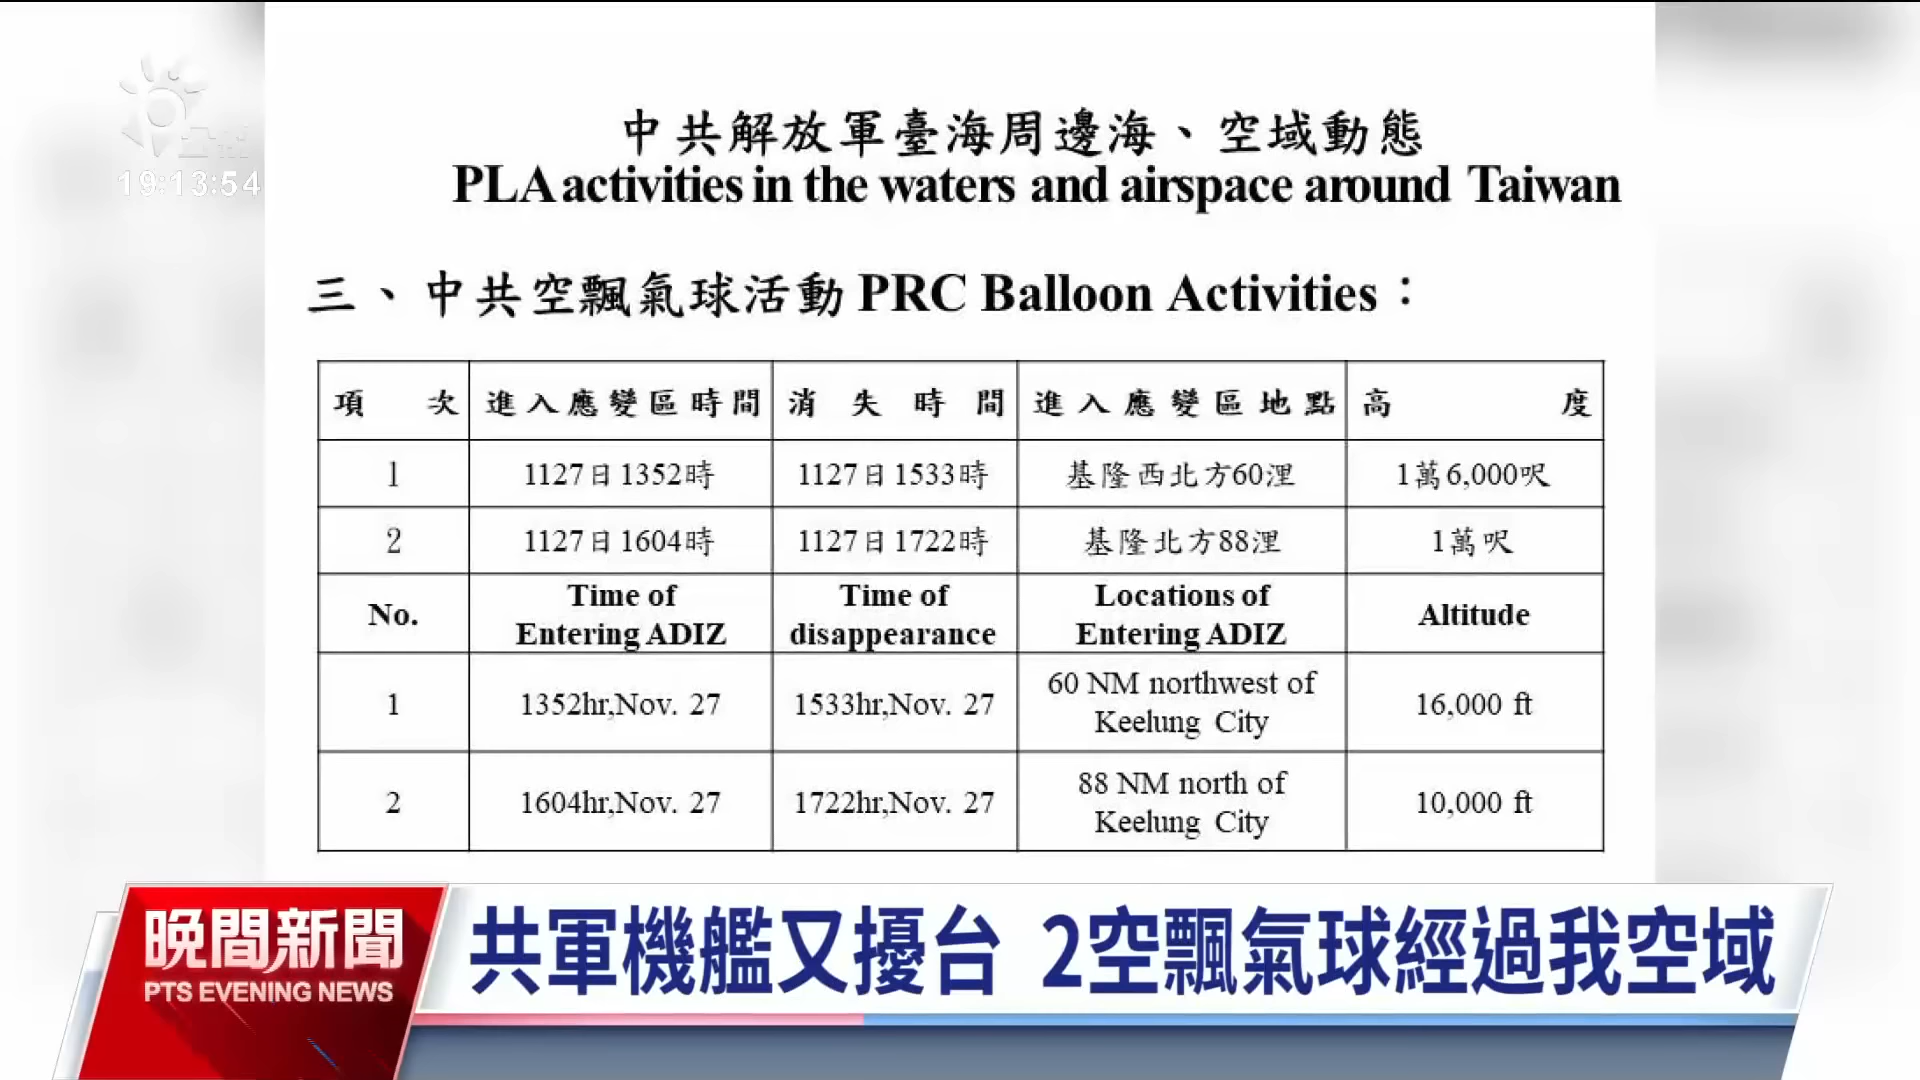 公共
19:13:54
中共解放軍臺海周邊海、空域動態
PLA activities in the waters and airspace around Taiwan
三、中共空飄氣球活動 PRC Balloon Activities：
項次 進入應變區時間 消失時間 進入應變區地點 高度
1 1127日1352時 1127日1533時 基隆西北方60浬 1萬6,000呎
2 1127日1604時 1127日1722時 基隆北方88浬 1萬呎
No. Time of Entering ADIZ Time of disappearance Locations of Entering ADIZ Altitude
1 1352hr,Nov. 27 1533hr,Nov. 27 60 NM northwest of Keelung City 16,000 ft
2 1604hr,Nov. 27 1722hr,Nov. 27 88 NM north of Keelung City 10,000 ft
晚間新聞
PTS EVENING NEWS
共軍機艦又擾台 2空飄氣球經過我空域